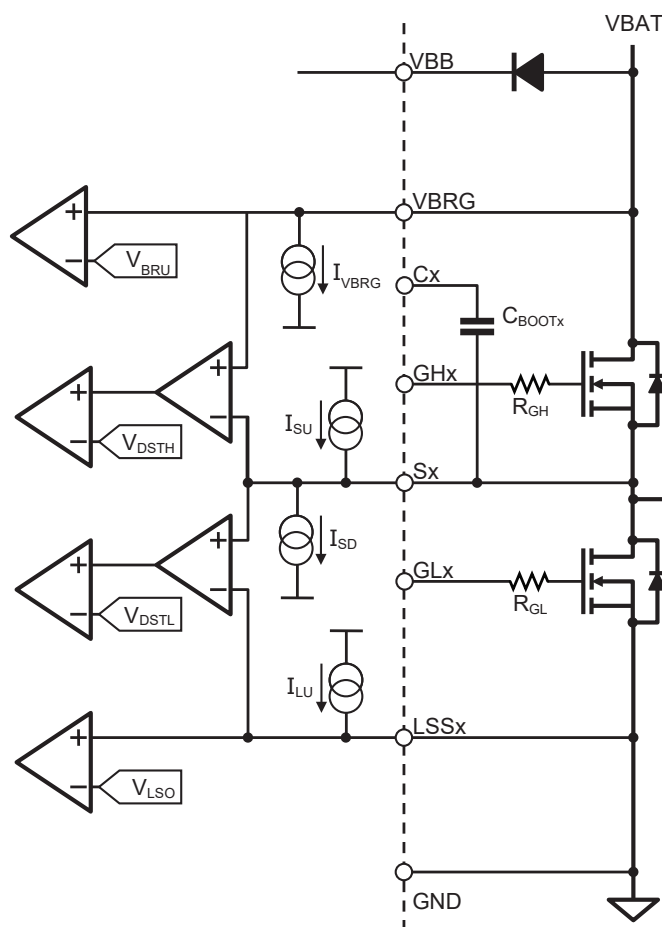 VBAT
VBB
VBRG
+
−
V_BRU
I_VBRG
Cx
C_BOOTx
+
−
+
−
V_DSTH
I_SU
GHx
R_GH
Sx
+
−
+
−
V_DSTL
I_SD
GLx
R_GL
I_LU
LSSx
+
−
V_LSO
GND